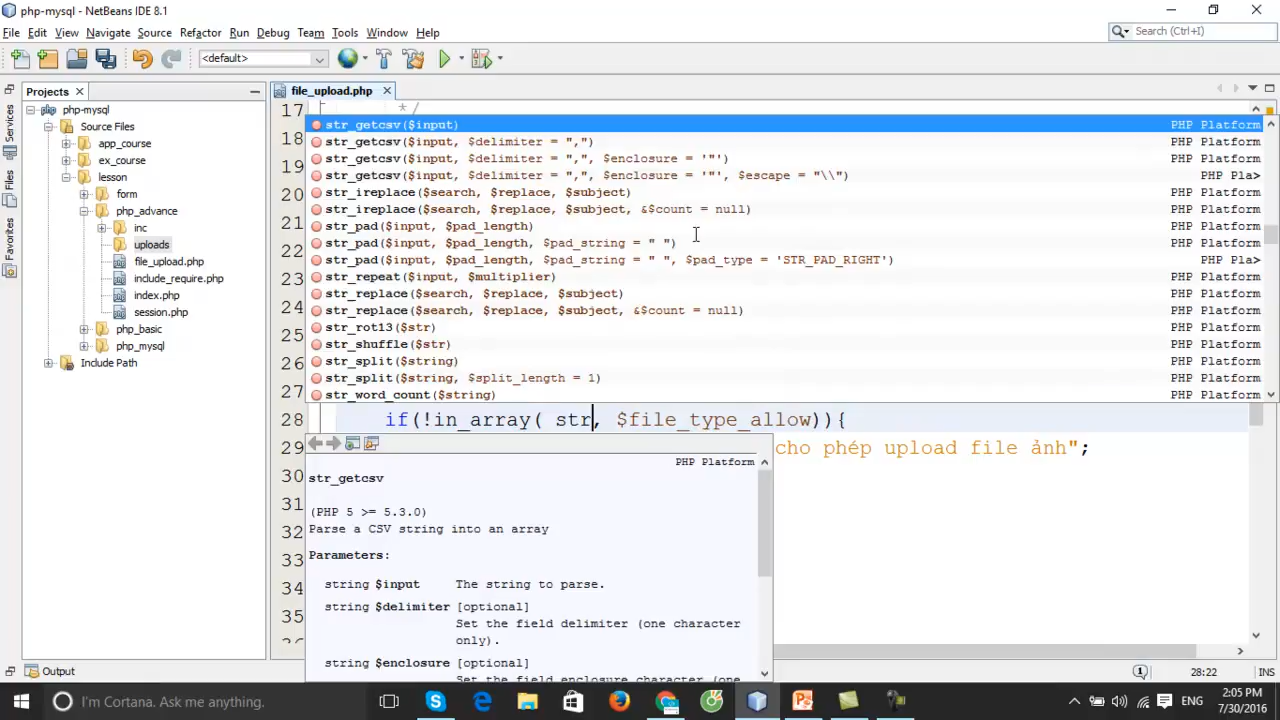 php-mysql - NetBeans IDE 8.1
File Edit View Navigate Source Refactor Run Debug Team Tools Window Help
Search (Ctrl+I)
<default>
Projects
file_upload.php
php-mysql
Source Files
app_course
ex_course
lesson
form
php_advance
inc
uploads
file_upload.php
include_require.php
index.php
session.php
php_basic
php_mysql
Include Path
Services
Files
Favorites
17 */
18
19
20
21
22
23
24
25
26
27
str_getcsv($input) PHP Platform
str_getcsv($input, $delimiter = ",") PHP Platform
str_getcsv($input, $delimiter = ",", $enclosure = '"') PHP Platform
str_getcsv($input, $delimiter = ",", $enclosure = '"', $escape = "\\") PHP Pla>
str_ireplace($search, $replace, $subject) PHP Platform
str_ireplace($search, $replace, $subject, &$count = null) PHP Platform
str_pad($input, $pad_length) PHP Platform
str_pad($input, $pad_length, $pad_string = " ") PHP Platform
str_pad($input, $pad_length, $pad_string = " ", $pad_type = 'STR_PAD_RIGHT') PHP Pla>
str_repeat($input, $multiplier) PHP Platform
str_replace($search, $replace, $subject) PHP Platform
str_replace($search, $replace, $subject, &$count = null) PHP Platform
str_rot13($str) PHP Platform
str_shuffle($str) PHP Platform
str_split($string) PHP Platform
str_split($string, $split_length = 1) PHP Platform
str_word_count($string) PHP Platform
28 if(!in_array( str, $file_type_allow)){
29 cho phép upload file ảnh";
30
31
32
33
34
35
PHP Platform
str_getcsv
(PHP 5 >= 5.3.0)
Parse a CSV string into an array
Parameters:
string $input The string to parse.
string $delimiter [optional]
Set the field delimiter (one character
only).
string $enclosure [optional]
Set the field enclosure character (one
Output
28:22 INS
I'm Cortana. Ask me anything.
ENG
2:05 PM
7/30/2016